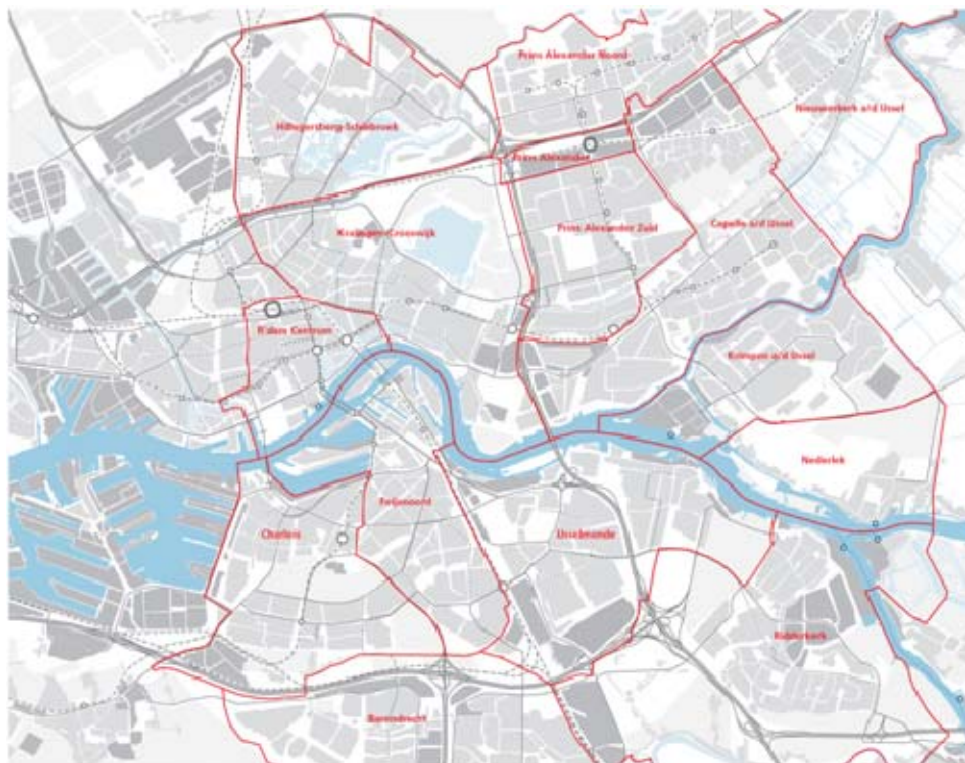 Prins Alexander Noord
Nieuwerkerk a/d IJssel
Hillegersberg-Schiebroek
Prins Alexander
Kralingen-Crooswijk
Prins Alexander Zuid
Capelle a/d IJssel
R'dam Centrum
Krimpen a/d IJssel
Nederlek
Feijenoord
Charlois
IJsselmonde
Ridderkerk
Barendrecht